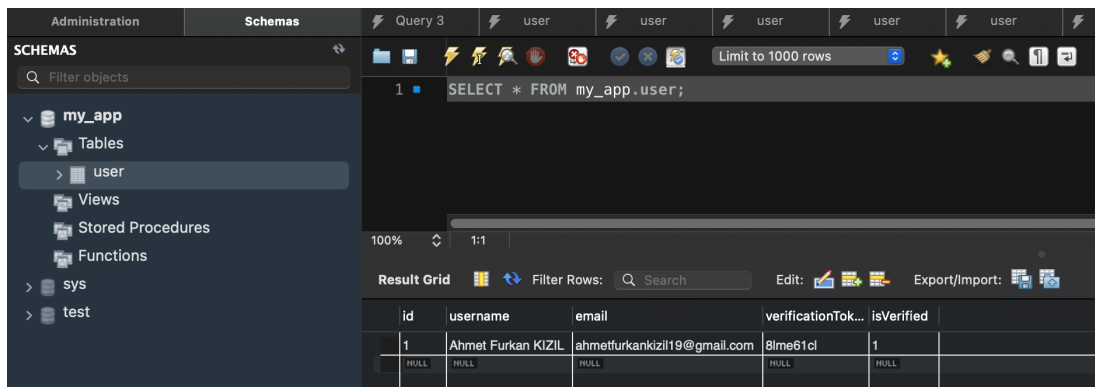 Administration Schemas Query 3 user user user user user
SCHEMAS
Filter objects
Limit to 1000 rows
1 SELECT * FROM my_app.user;
my_app
Tables
user
Views
Stored Procedures
Functions
sys
test
100% 1:1
Result Grid Filter Rows: Search Edit: Export/Import:
id username email verificationTok... isVerified
1 Ahmet Furkan KIZIL ahmetfurkankizil19@gmail.com 8lme61cl 1
NULL NULL NULL NULL NULL